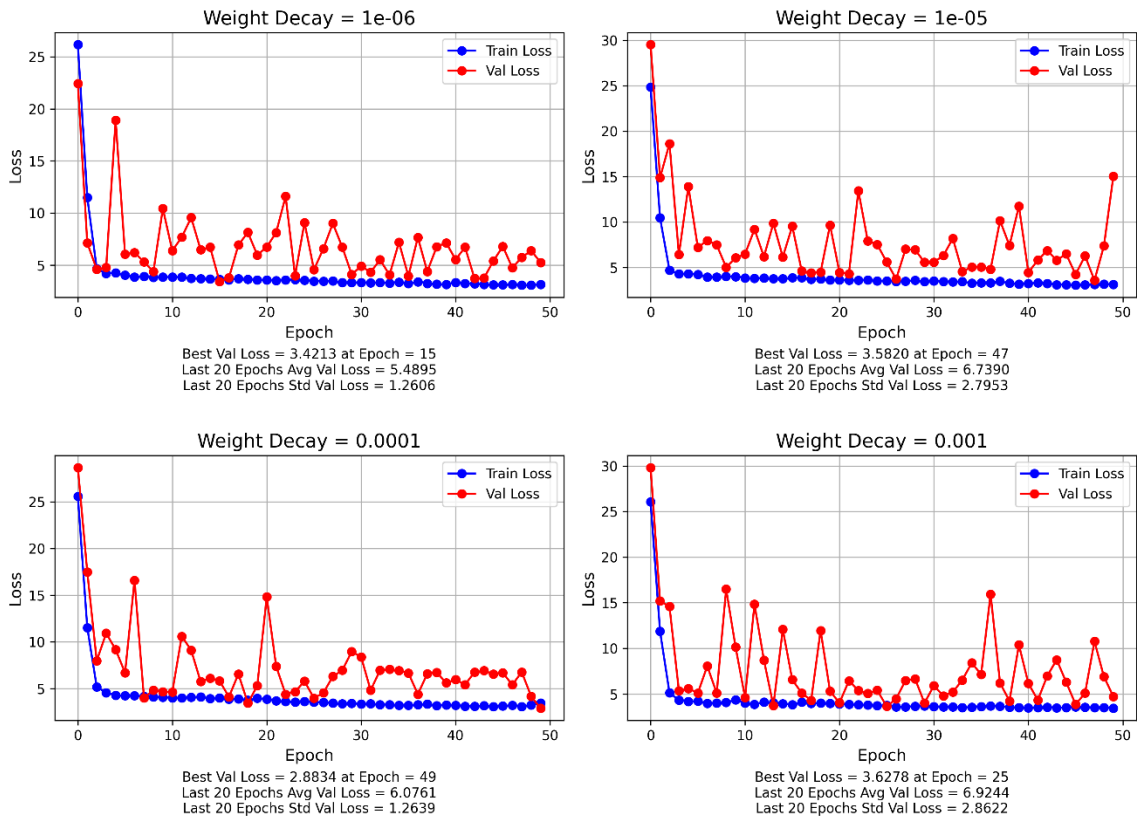 Weight Decay = 1e-06
Train Loss
Val Loss
25
20
15
10
5
Loss
0
10
20
30
40
50
Epoch
Best Val Loss = 3.4213 at Epoch = 15
Last 20 Epochs Avg Val Loss = 5.4895
Last 20 Epochs Std Val Loss = 1.2606
Weight Decay = 1e-05
Train Loss
Val Loss
30
25
20
15
10
5
Loss
0
10
20
30
40
50
Epoch
Best Val Loss = 3.5820 at Epoch = 47
Last 20 Epochs Avg Val Loss = 6.7390
Last 20 Epochs Std Val Loss = 2.7953
Weight Decay = 0.0001
Train Loss
Val Loss
25
20
15
10
5
Loss
0
10
20
30
40
50
Epoch
Best Val Loss = 2.8834 at Epoch = 49
Last 20 Epochs Avg Val Loss = 6.0761
Last 20 Epochs Std Val Loss = 1.2639
Weight Decay = 0.001
Train Loss
Val Loss
30
25
20
15
10
5
Loss
0
10
20
30
40
50
Epoch
Best Val Loss = 3.6278 at Epoch = 25
Last 20 Epochs Avg Val Loss = 6.9244
Last 20 Epochs Std Val Loss = 2.8622